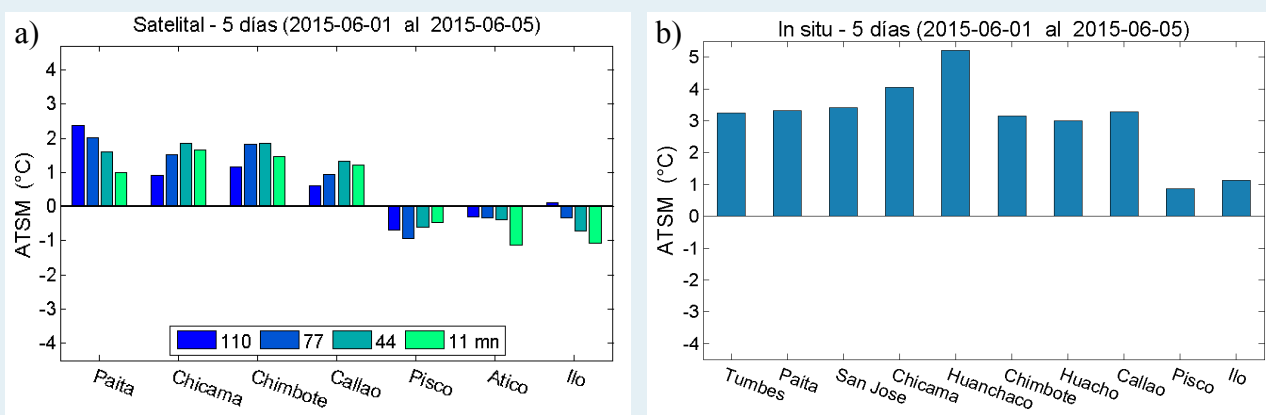 a)
Satelital - 5 días (2015-06-01 al 2015-06-05)
ATSM (°C)
4
3
2
1
0
-1
-2
-3
-4
110 77 44 11 mn
Paita Chicama Chimbote Callao Pisco Atico Ilo
b)
In situ - 5 días (2015-06-01 al 2015-06-05)
ATSM (°C)
5
4
3
2
1
0
-1
-2
-3
-4
Tumbes Paita San Jose Chicama Huanchaco Chimbote Huacho Callao Pisco Ilo